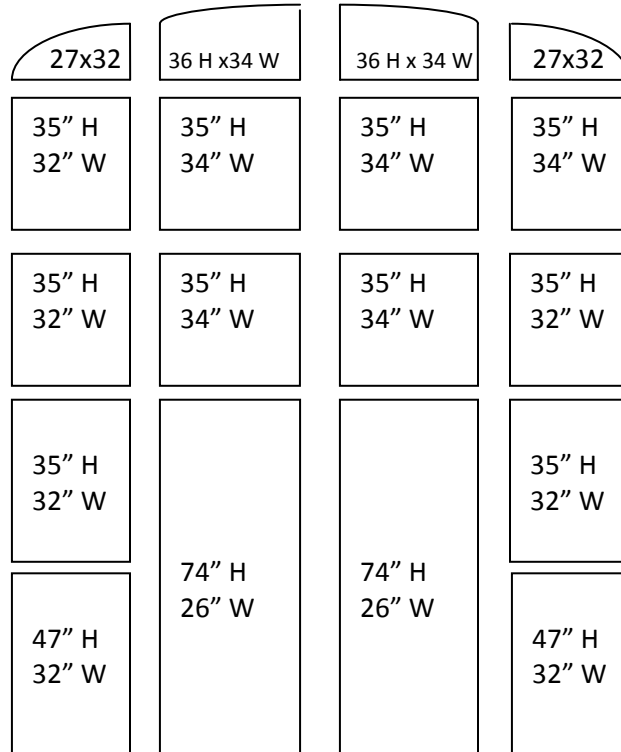 27x32
36 H x34 W
36 H x 34 W
27x32
35” H
32” W
35” H
34” W
35” H
34” W
35” H
34” W
35” H
32” W
35” H
34” W
35” H
34” W
35” H
32” W
35” H
32” W
35” H
32” W
74” H
26” W
74” H
26” W
47” H
32” W
47” H
32” W